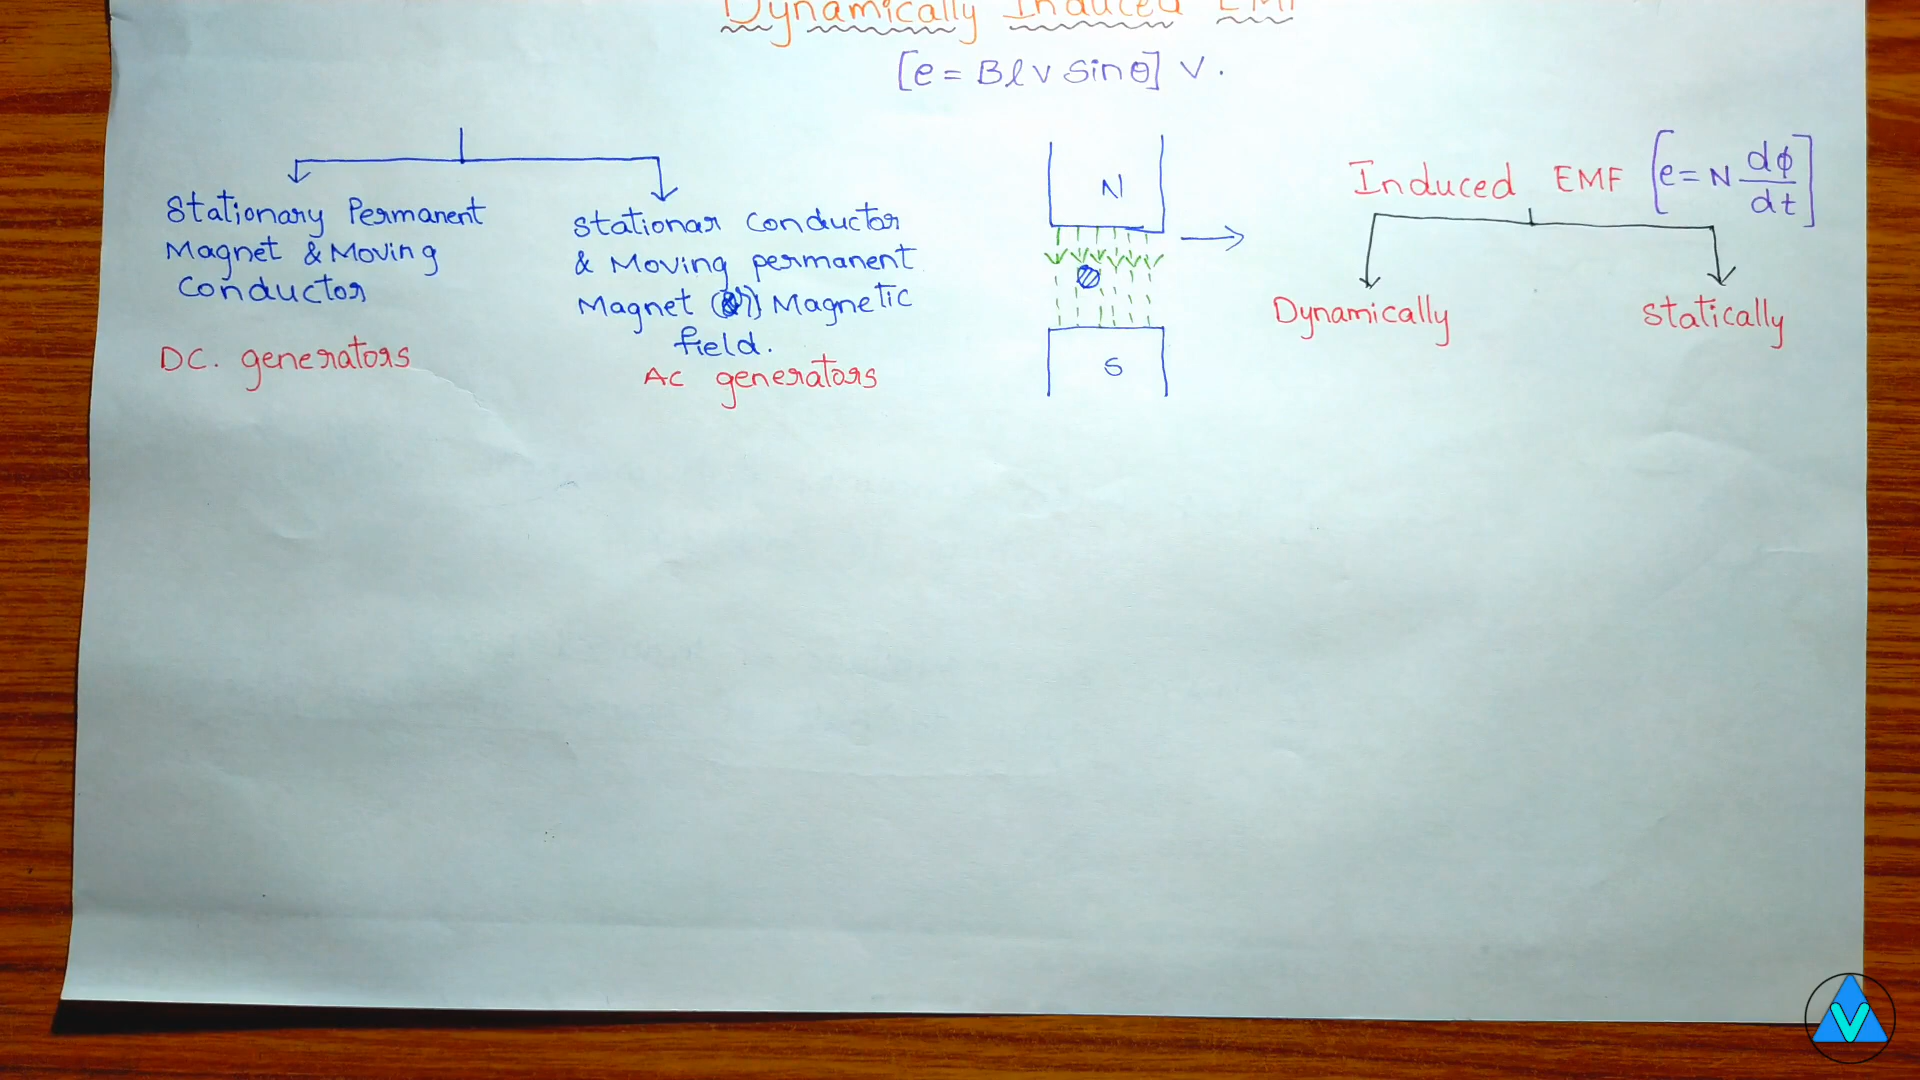 Dynamically Induced EMF
[e = Blv Sinθ] V.
Stationary Permanent
Magnet & Moving
Conductor
DC. generators
Stationar Conductor
& Moving permanent
Magnet (or) Magnetic
field.
AC generators
N
S
Induced EMF [e = N dφ/dt]
Dynamically
Statically
V